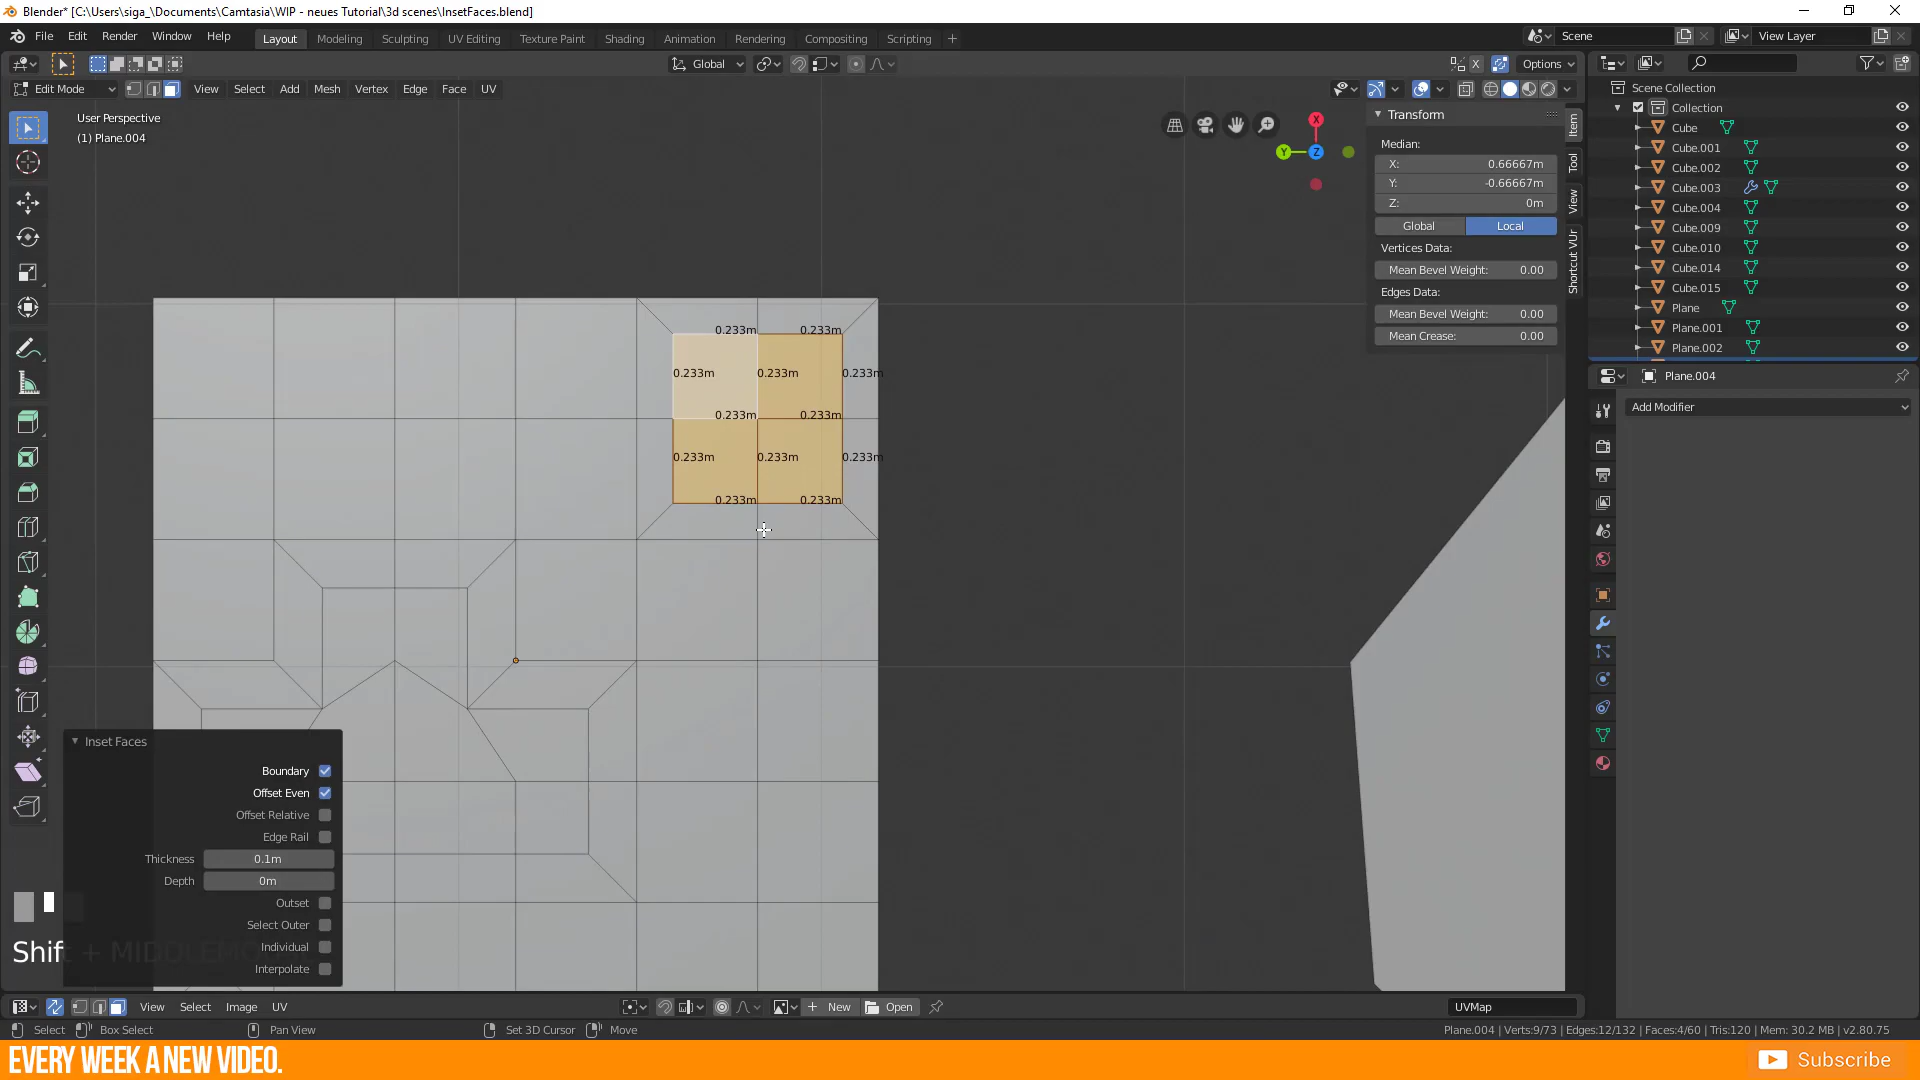 Blender* [C:\Users\siga_\Documents\Camtasia\WIP - neues Tutorial\3d scenes\InsetFaces.blend]
File Edit Render Window Help Layout Modeling Sculpting UV Editing Texture Paint Shading Animation Rendering Compositing Scripting + Scene View Layer
Global X Options
Edit Mode View Select Add Mesh Vertex Edge Face UV
User Perspective
(1) Plane.004
X
Y
Z
Transform
Median:
X: 0.66667m
Y: -0.66667m
Z: 0m
Global Local
Vertices Data:
Mean Bevel Weight: 0.00
Edges Data:
Mean Bevel Weight: 0.00
Mean Crease: 0.00
Item
Tool
View
Shortcut VUr
Scene Collection
Collection
Cube
Cube.001
Cube.002
Cube.003
Cube.004
Cube.009
Cube.010
Cube.014
Cube.015
Plane
Plane.001
Plane.002
Plane.004
Add Modifier
0.233m 0.233m
0.233m 0.233m 0.233m
0.233m 0.233m
0.233m 0.233m 0.233m
0.233m 0.233m
Inset Faces
Boundary
Offset Even
Offset Relative
Edge Rail
Thickness 0.1m
Depth 0m
Outset
Select Outer
Individual
Interpolate
Shift + MIDDLEMOUSE
View Select Image UV New Open UVMap
Select Box Select Pan View Set 3D Cursor Move Plane.004 | Verts:9/73 | Edges:12/132 | Faces:4/60 | Tris:120 | Mem: 30.2 MB | v2.80.75
EVERY WEEK A NEW VIDEO. Subscribe